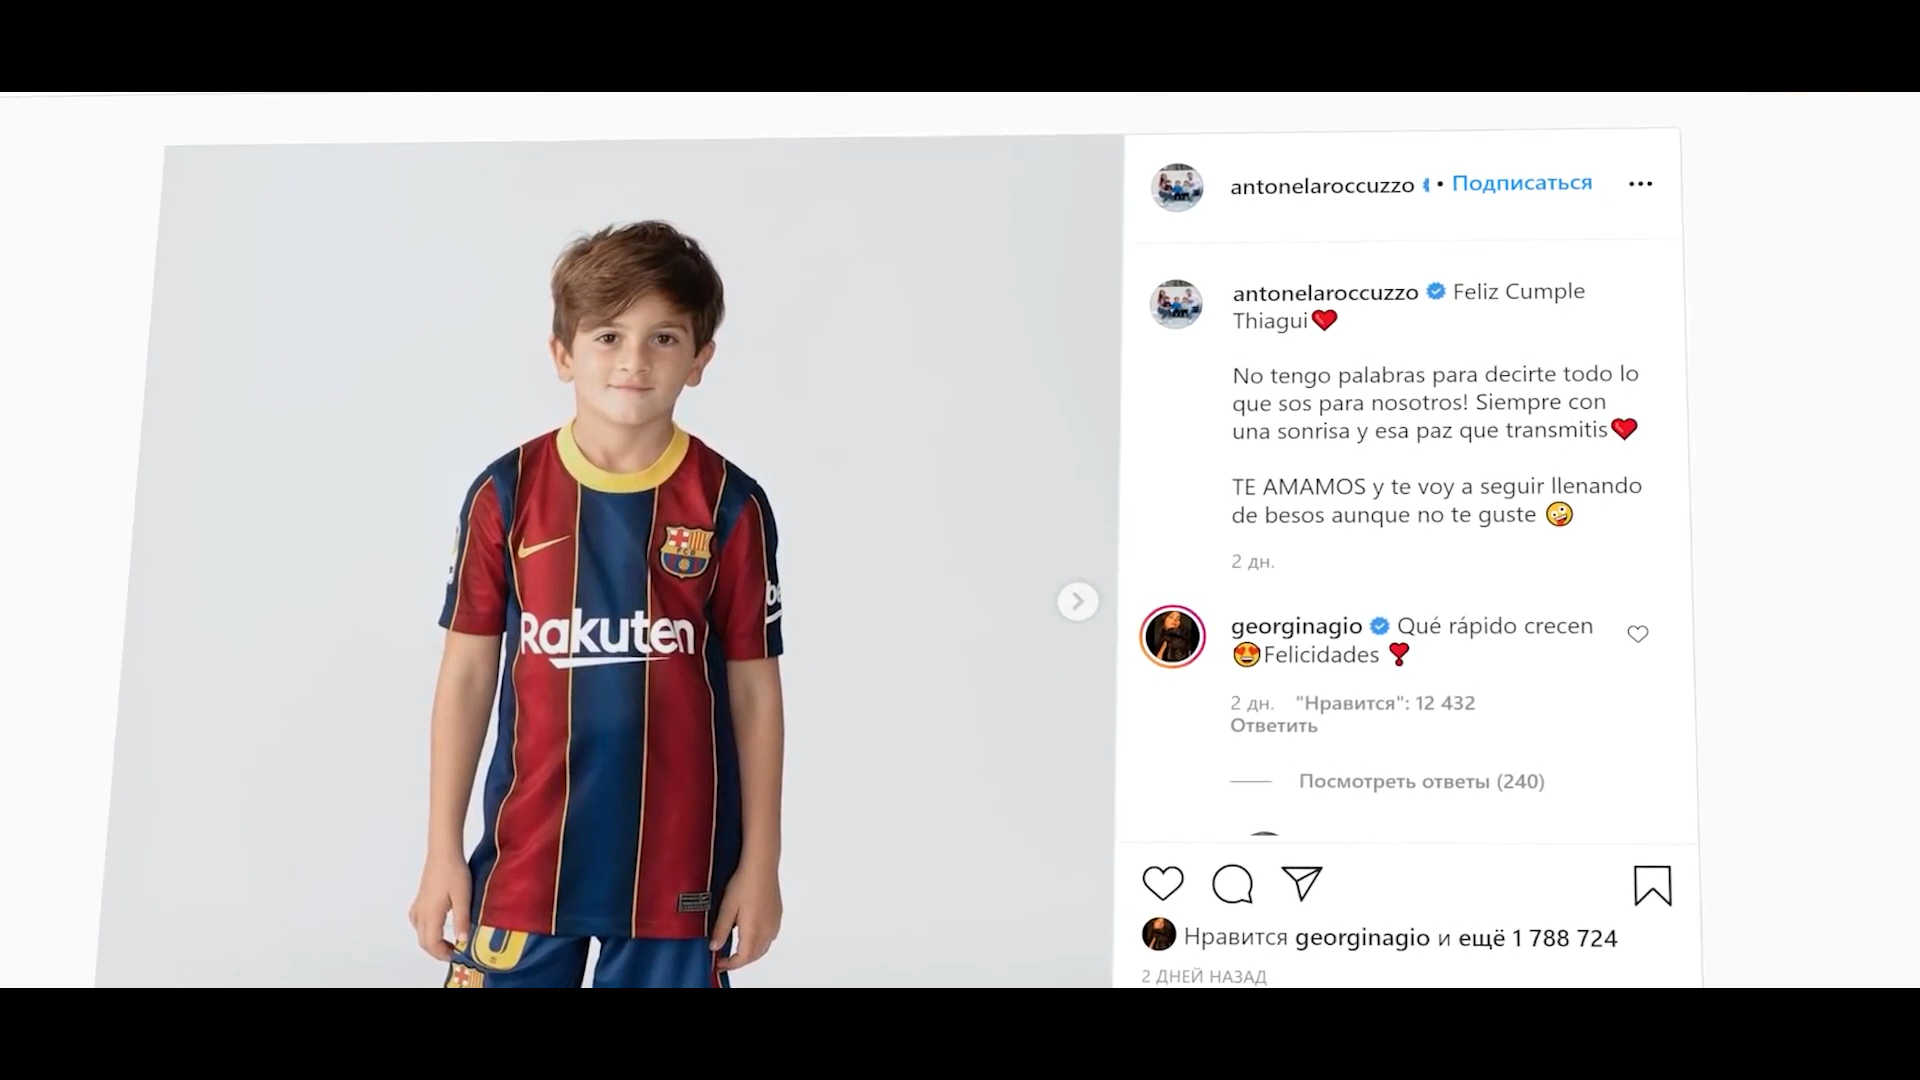 antonelaroccuzzo • Подписаться
antonelaroccuzzo Feliz Cumple
Thiagui❤️
No tengo palabras para decirte todo lo
que sos para nosotros! Siempre con
una sonrisa y esa paz que transmitis❤️
TE AMAMOS y te voy a seguir llenando
de besos aunque no te guste 🤪
2 дн.
georginagio Qué rápido crecen
😍Felicidades ❣️
2 дн. "Нравится": 12 432
Ответить
Посмотреть ответы (240)
Нравится georginagio и ещё 1 788 724
2 ДНЕЙ НАЗАД
FCB
be
Rakuten